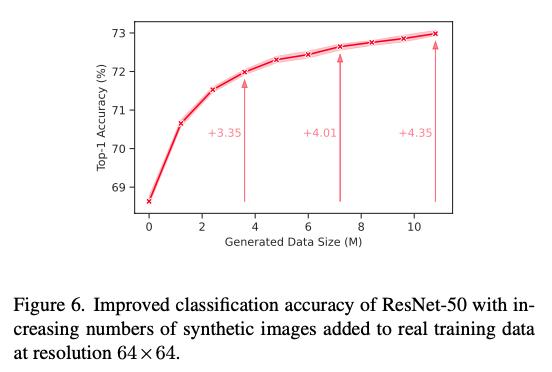 73
72
71
70
69
Top-1 Accuracy (%)
+3.35
+4.01
+4.35
0
2
4
6
8
10
Generated Data Size (M)
Figure 6. Improved classification accuracy of ResNet-50 with in-
creasing numbers of synthetic images added to real training data
at resolution 64×64.